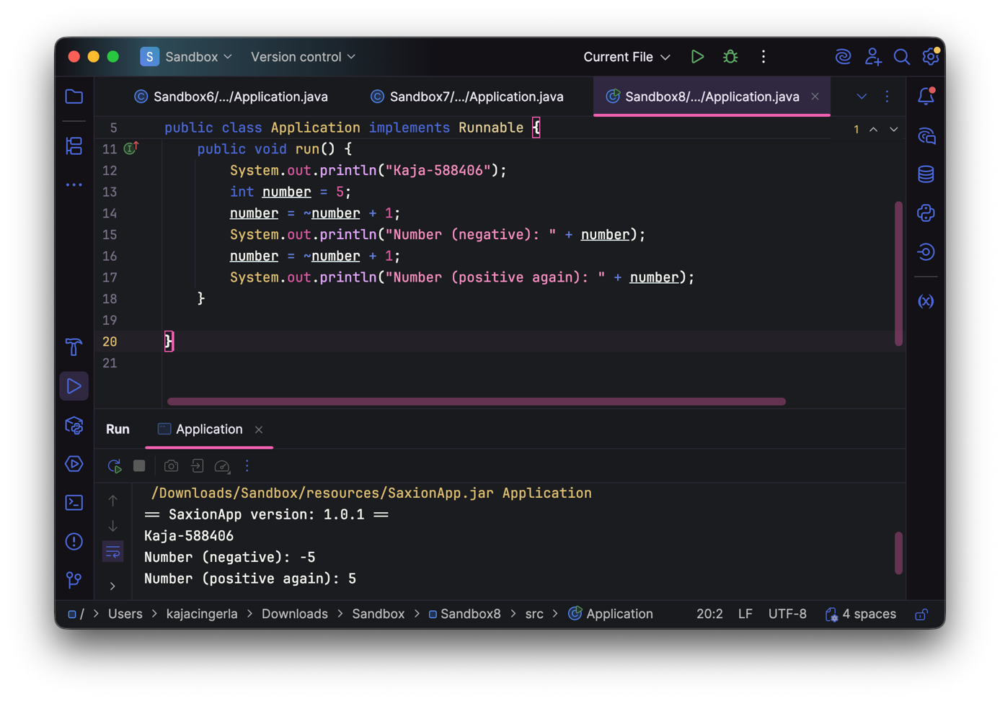 S Sandbox Version control Current File
Sandbox6/.../Application.java Sandbox7/.../Application.java Sandbox8/.../Application.java
5 public class Application implements Runnable { 1
11 public void run() {
12 System.out.println("Kaja-588406");
13 int number = 5;
14 number = ~number + 1;
15 System.out.println("Number (negative): " + number);
16 number = ~number + 1;
17 System.out.println("Number (positive again): " + number);
18 }
19
20 }
21
Run Application
/Downloads/Sandbox/resources/SaxionApp.jar Application
== SaxionApp version: 1.0.1 ==
Kaja-588406
Number (negative): -5
Number (positive again): 5
/ > Users > kajacingerla > Downloads > Sandbox > Sandbox8 > src > Application 20:2 LF UTF-8 4 spaces